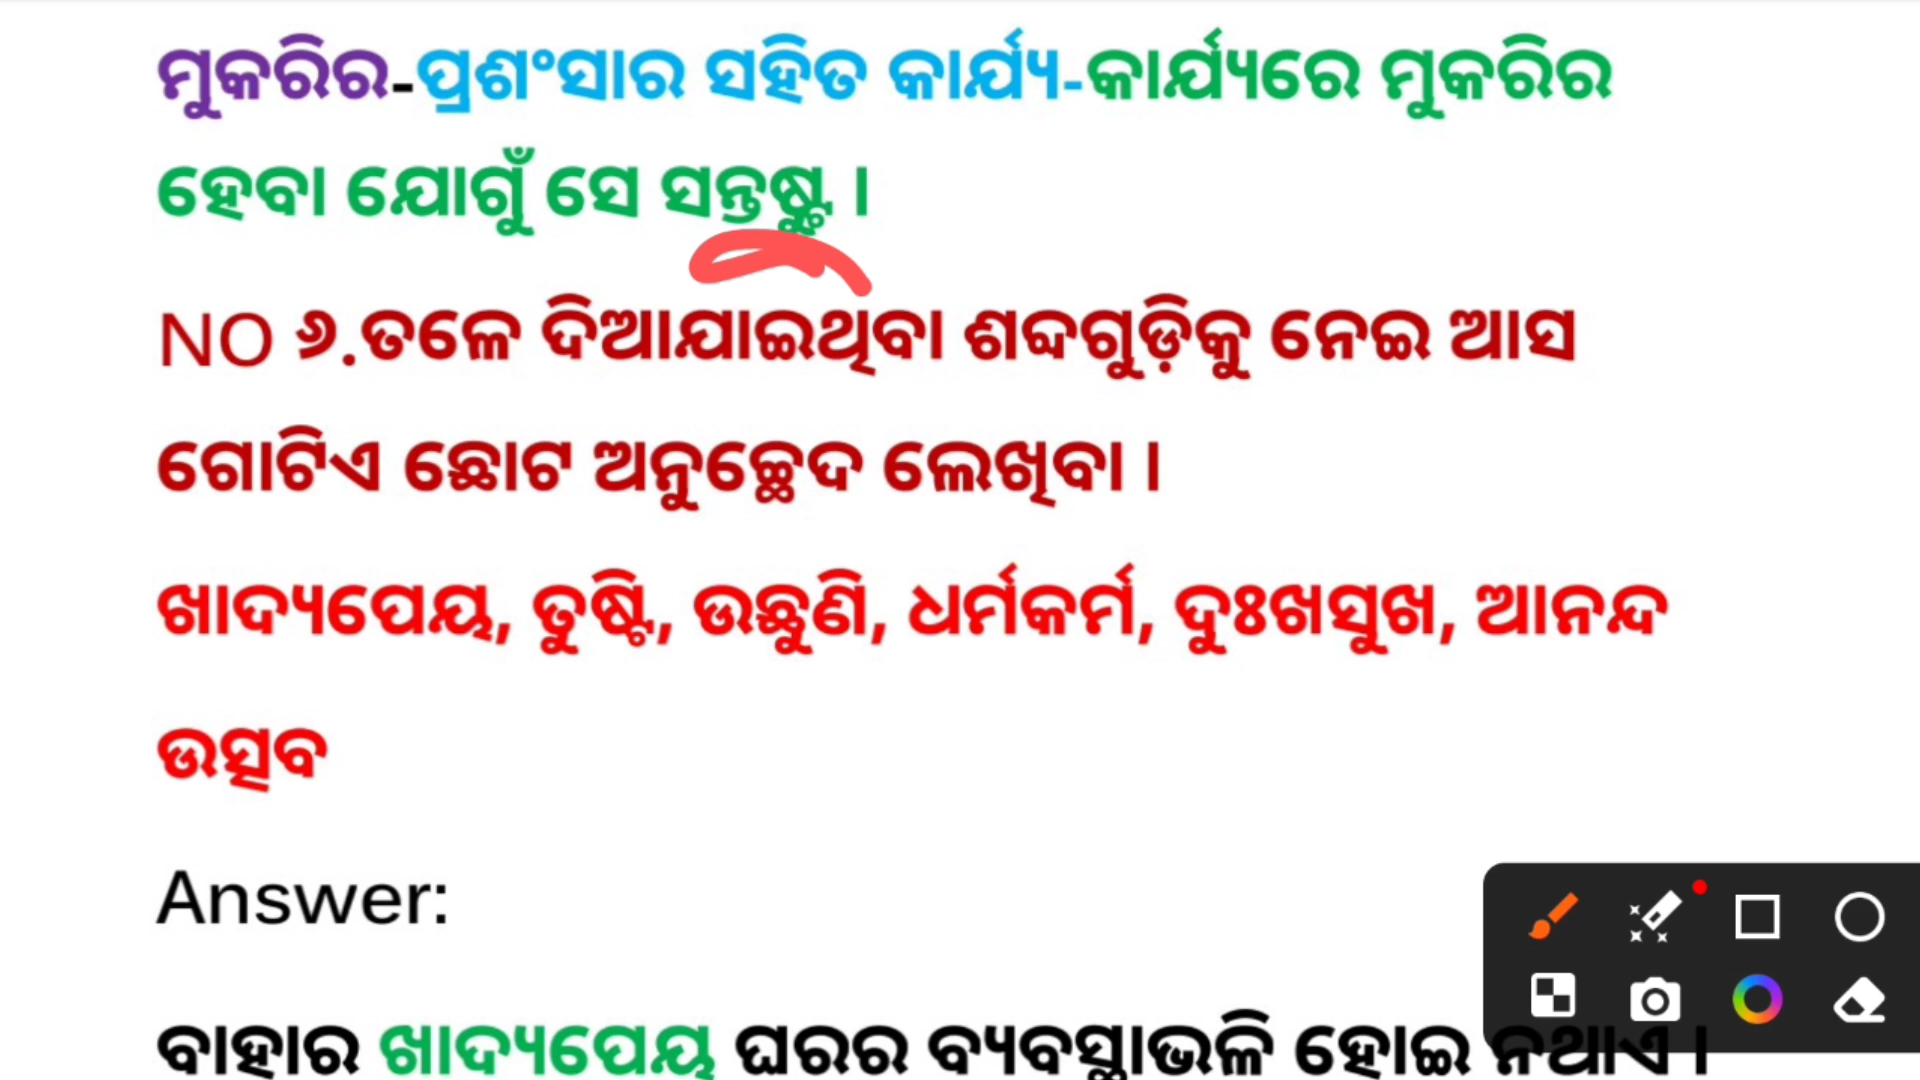 ମୁକରିର-ପ୍ରଶଂସାର ସହିତ କାର୍ଯ୍ୟ-କାର୍ଯ୍ୟରେ ମୁକରିର
ହେବା ଯୋଗୁଁ ସେ ସନ୍ତୁଷ୍ଟ ।
NO ୬.ତଳେ ଦିଆଯାଇଥିବା ଶବ୍ଦଗୁଡ଼ିକୁ ନେଇ ଆସ
ଗୋଟିଏ ଛୋଟ ଅନୁଚ୍ଛେଦ ଲେଖିବା ।
ଖାଦ୍ୟପେୟ, ତୁଷ୍ଟି, ଉଛୁଣି, ଧର୍ମକର୍ମ, ଦୁଃଖସୁଖ, ଆନନ୍ଦ
ଉତ୍ସବ
Answer:
ବାହାର ଖାଦ୍ୟପେୟ ଘରର ବ୍ୟବସ୍ଥାଭଳି ହୋଇ ନଥାଏ ।